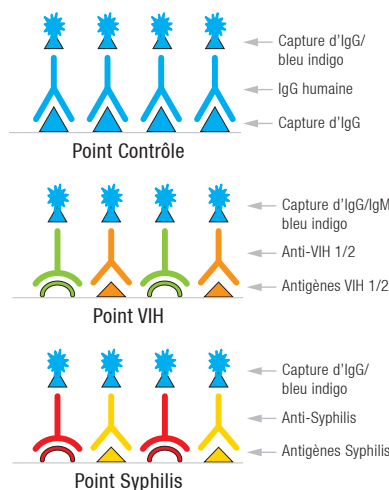 Capture d'IgG/
bleu indigo
IgG humaine
Capture d'IgG
Point Contrôle
Capture d'IgG/IgM
bleu indigo
Anti-VIH 1/2
Antigènes VIH 1/2
Point VIH
Capture d'IgG/
bleu indigo
Anti-Syphilis
Antigènes Syphilis
Point Syphilis